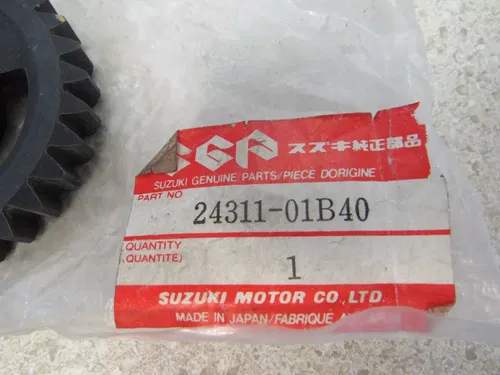 SGP スズキ純正部品
SUZUKI GENUINE PARTS/PIECE DORIGINE
PART NO
24311-01B40
QUANTITY
(QUANTITE)
1
SUZUKI MOTOR CO.,LTD.
MADE IN JAPAN/FABRIQUÉ A